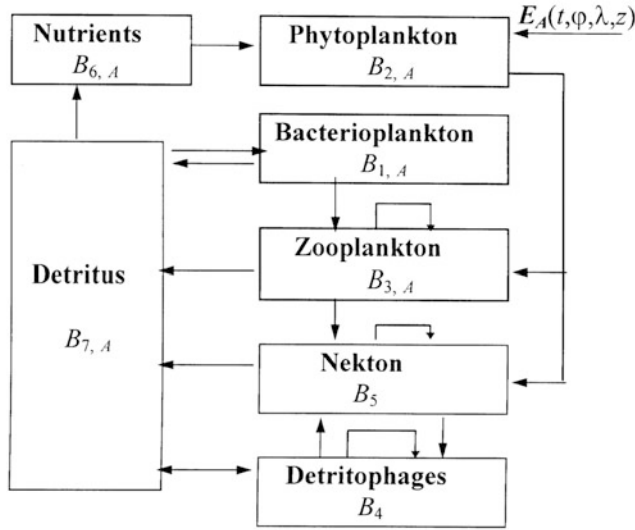 Nutrients
B6, A
Phytoplankton
B2, A
EA(t,φ,λ,z)
Bacterioplankton
B1, A
Zooplankton
B3, A
Detritus
B7, A
Nekton
B5
Detritophages
B4